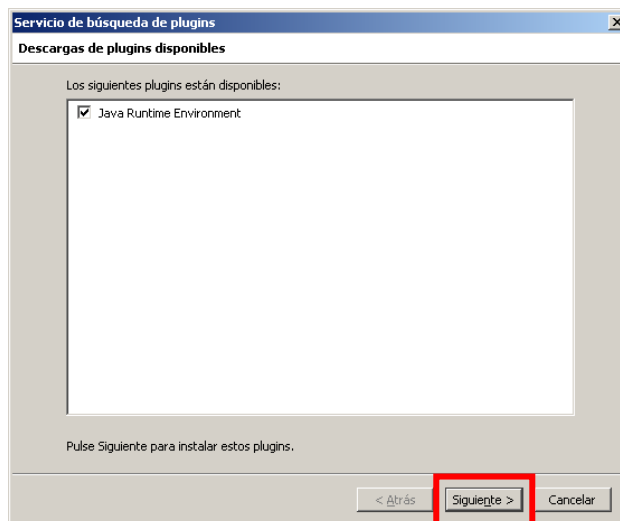 Servicio de búsqueda de plugins
Descargas de plugins disponibles
Los siguientes plugins están disponibles:
Java Runtime Environment
Pulse Siguiente para instalar estos plugins.
< Atrás Siguiente > Cancelar